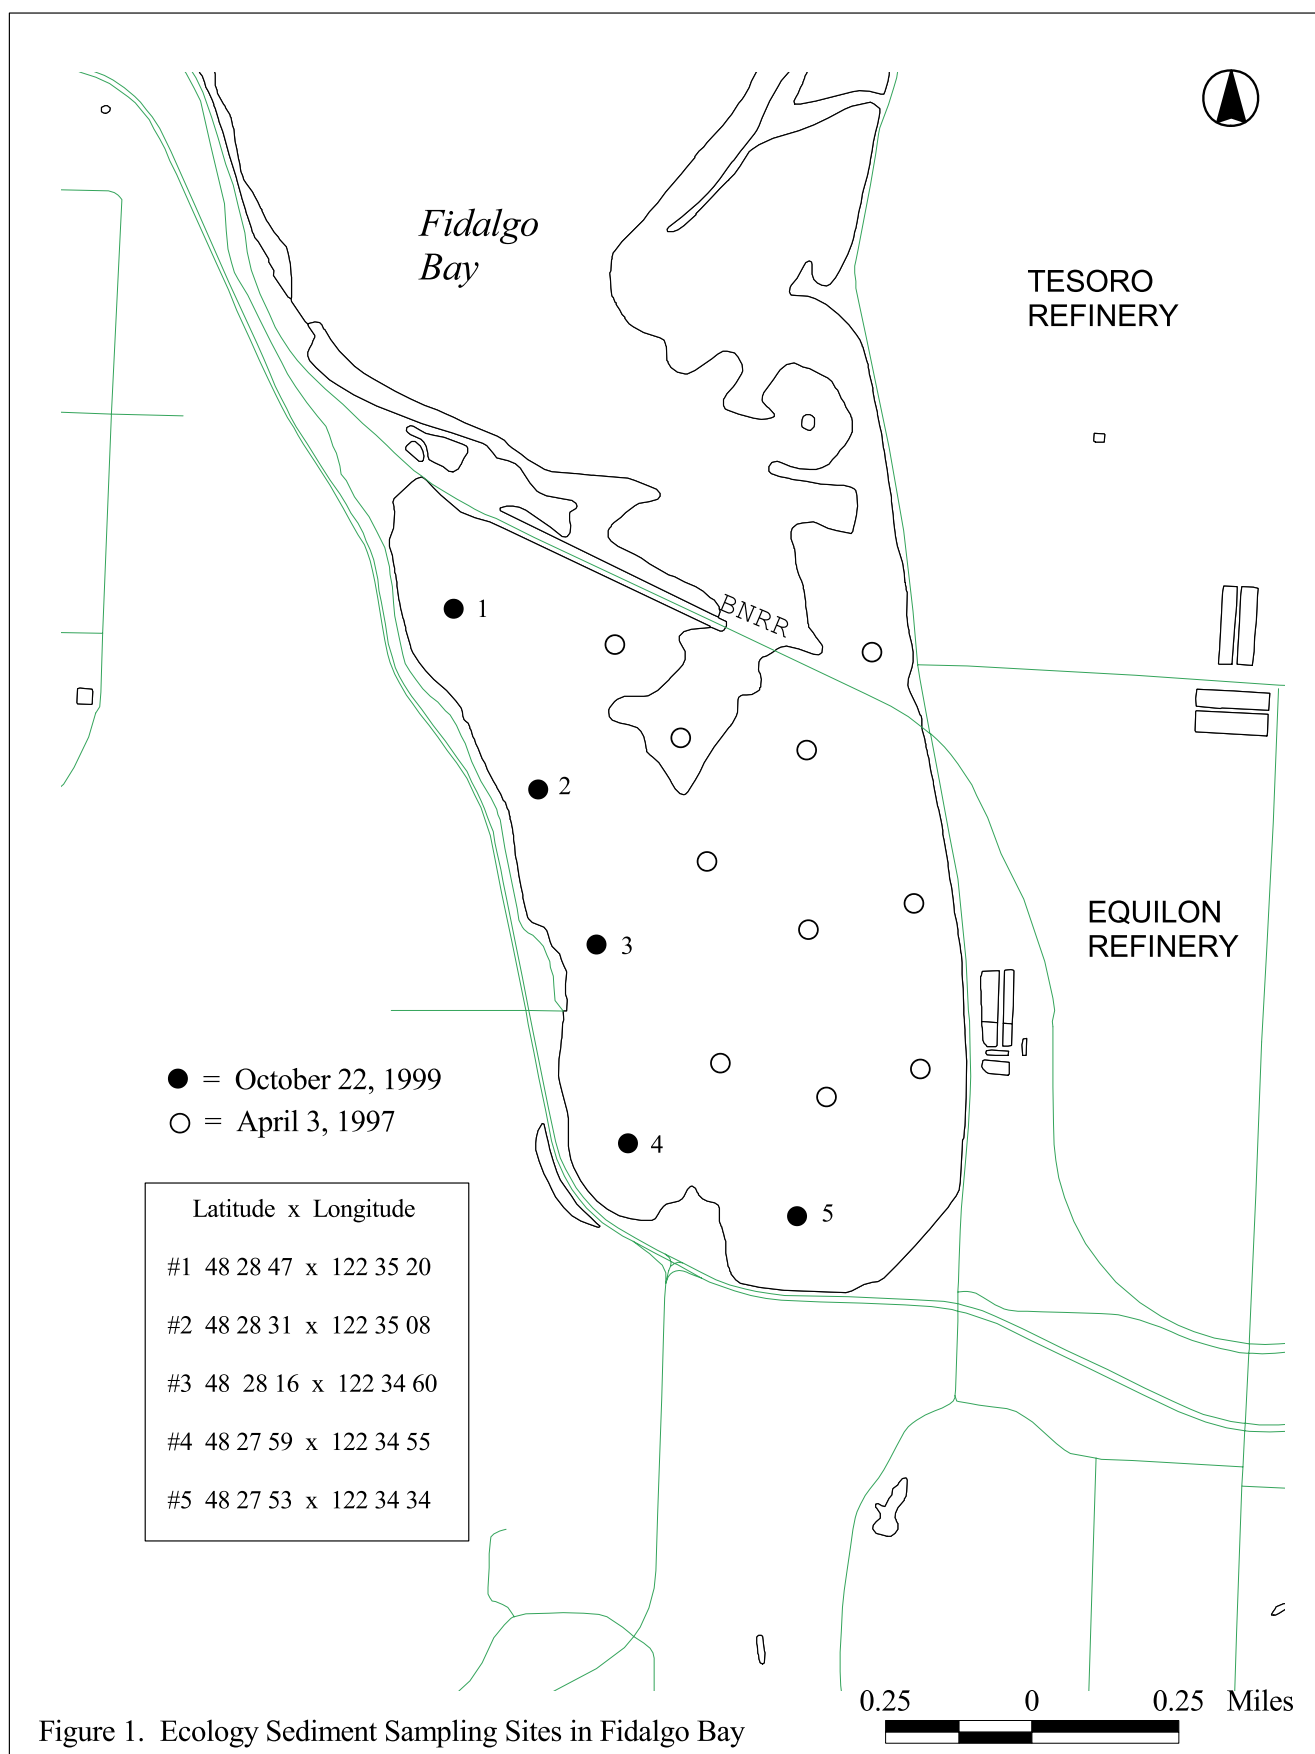 Fidalgo
Bay
TESORO
REFINERY
BNRR
1
2
3
EQUILON
REFINERY
● = October 22, 1999
○ = April 3, 1997
4
5
Latitude x Longitude
#1 48 28 47 x 122 35 20
#2 48 28 31 x 122 35 08
#3 48 28 16 x 122 34 60
#4 48 27 59 x 122 34 55
#5 48 27 53 x 122 34 34
0.25 0 0.25 Miles
Figure 1. Ecology Sediment Sampling Sites in Fidalgo Bay